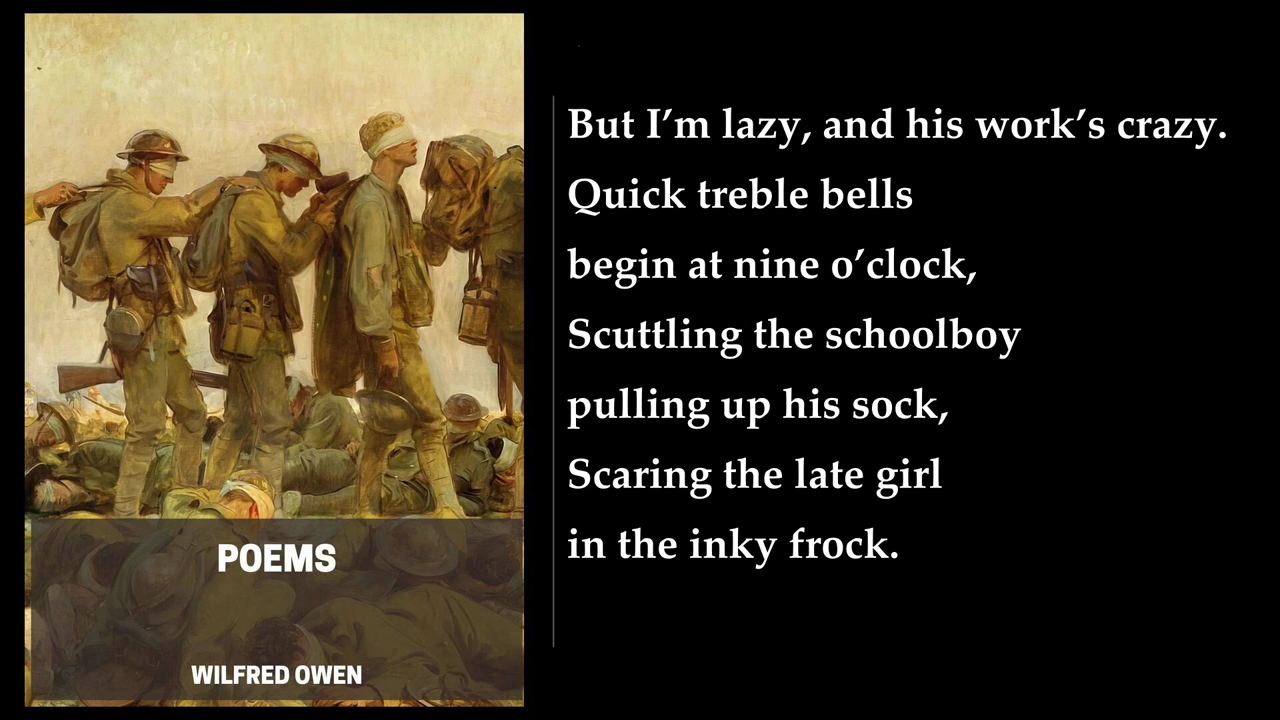 POEMS
WILFRED OWEN
But I’m lazy, and his work’s crazy.
Quick treble bells
begin at nine o’clock,
Scuttling the schoolboy
pulling up his sock,
Scaring the late girl
in the inky frock.